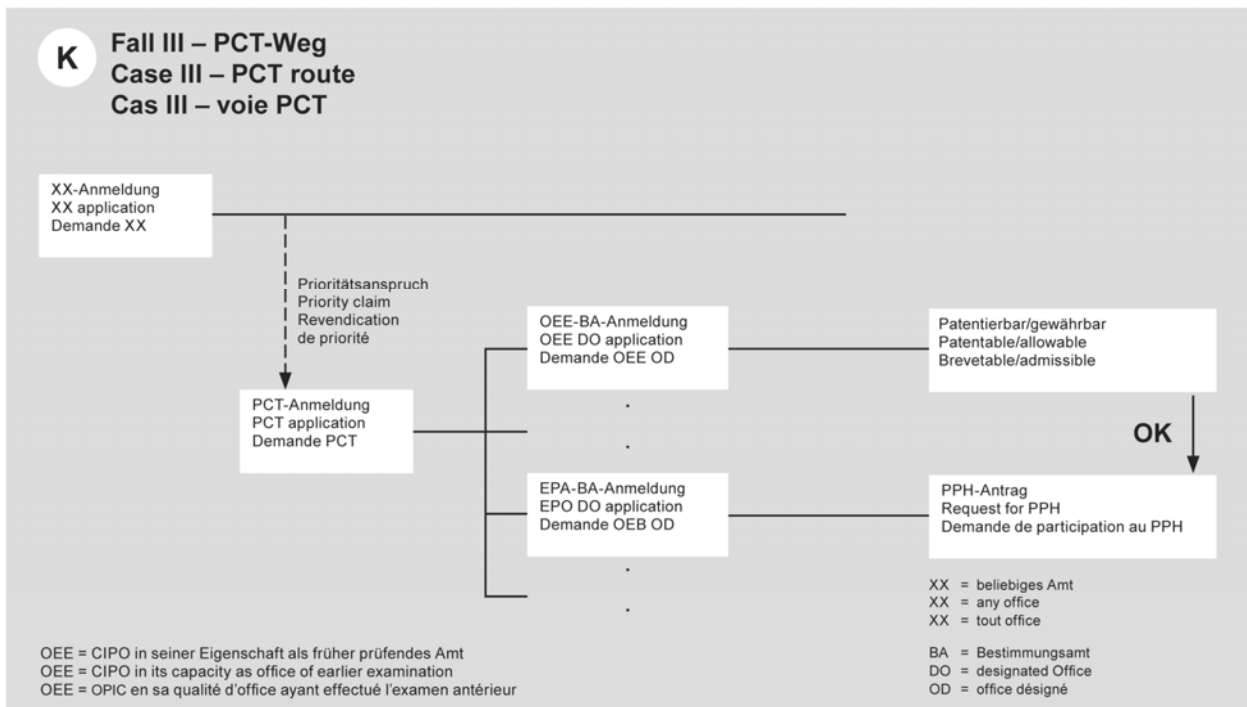 K
Fall III – PCT-Weg
Case III – PCT route
Cas III – voie PCT
XX-Anmeldung
XX application
Demande XX
Prioritätsanspruch
Priority claim
Revendication
de priorité
OEE-BA-Anmeldung
OEE DO application
Demande OEE OD
Patentierbar/gewährbar
Patentable/allowable
Brevetable/admissible
PCT-Anmeldung
PCT application
Demande PCT
OK
EPA-BA-Anmeldung
EPO DO application
Demande OEB OD
PPH-Antrag
Request for PPH
Demande de participation au PPH
XX = beliebiges Amt
XX = any office
XX = tout office
BA = Bestimmungsamt
DO = designated Office
OD = office désigné
OEE = CIPO in seiner Eigenschaft als früher prüfendes Amt
OEE = CIPO in its capacity as office of earlier examination
OEE = OPIC en sa qualité d'office ayant effectué l'examen antérieur